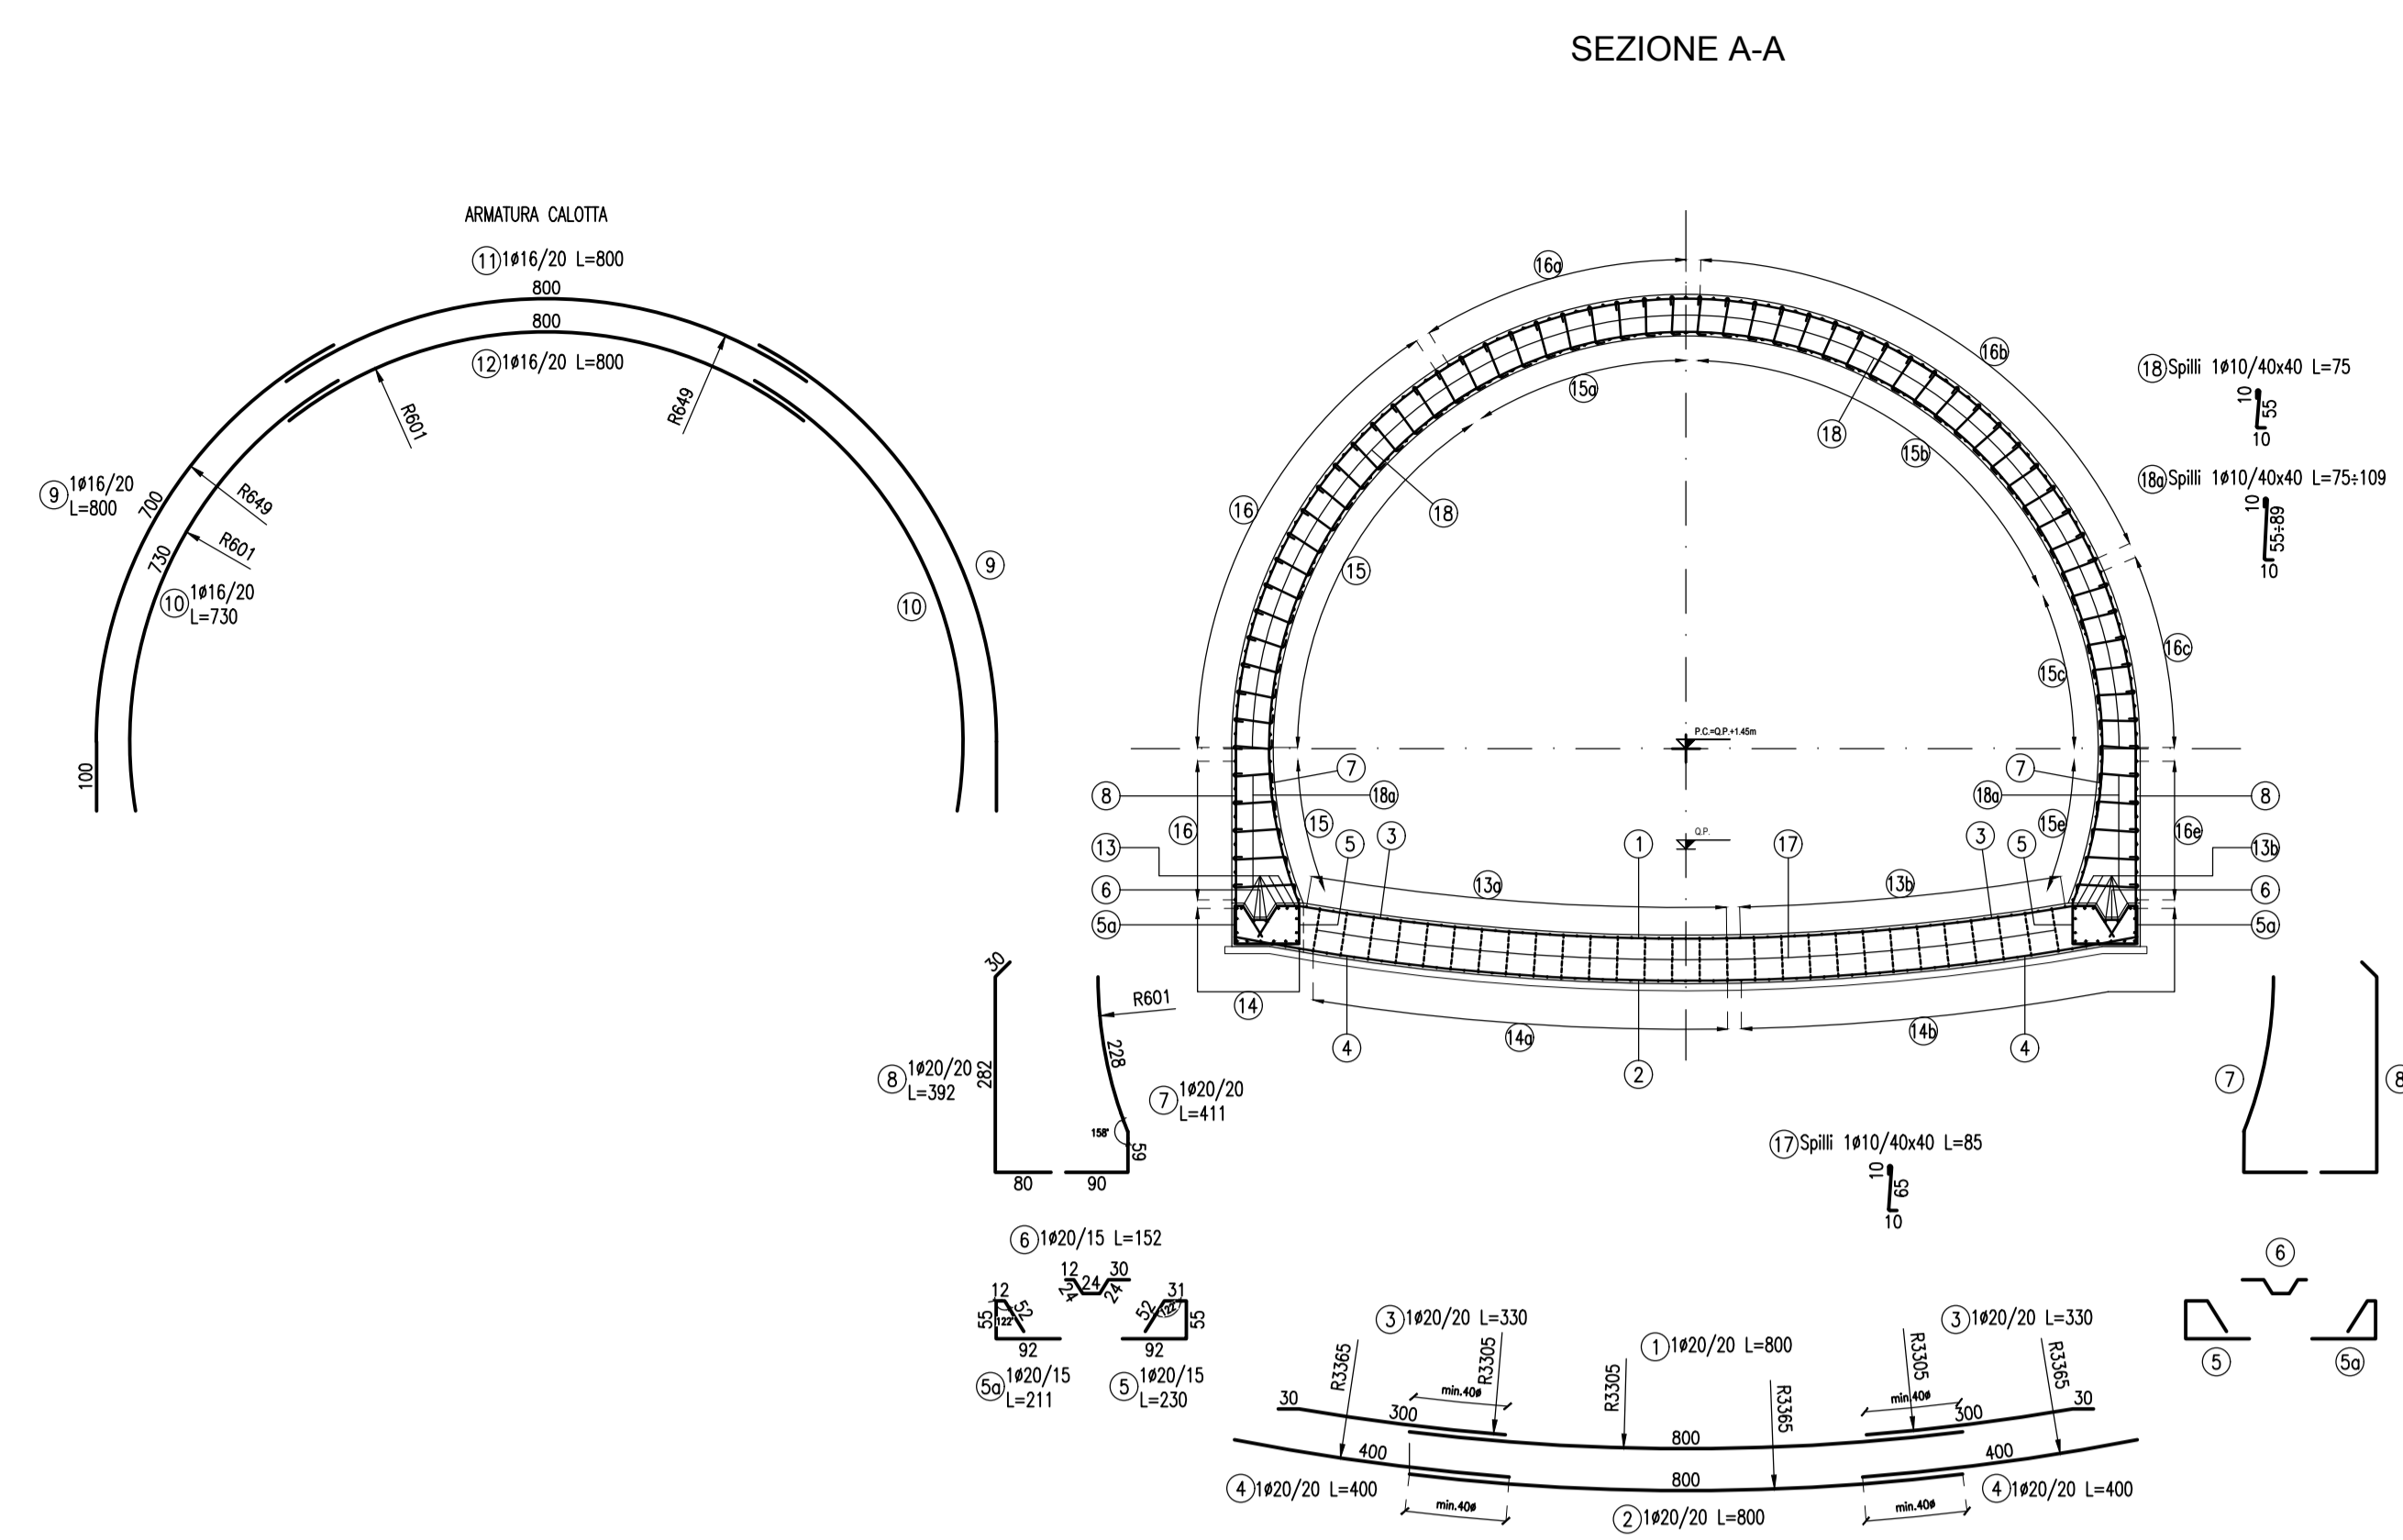 SEZIONE A-A
ARMATURA CALOTTA
11 1ø16/20 L=800
800
800
12 1ø16/20 L=800
R601
R649
9 1ø16/20
L=800
700
R649
730
R601
10 1ø16/20
L=730
9
10
100
16a
16b
15a
15b
18
18
16
15
15c
16c
P.C.=Q.P.+1.45m
Q.P.
7
7
8
18a
18a
8
16
15
15e
16e
13
5
3
1
17
3
5
13b
6
6
5a
5a
13a
13b
14
14a
14b
4
4
2
18 Spilli 1ø10/40x40 L=75
10
55
10
18a Spilli 1ø10/40x40 L=75÷109
10
55÷89
10
30
R601
228
8 1ø20/20
L=392
282
7 1ø20/20
L=411
158°
59
80
90
7
8
17 Spilli 1ø10/40x40 L=85
10
65
10
6 1ø20/15 L=152
12
30
24
24
24
12
52
55
122°
92
31
52
122°
55
92
5a 1ø20/15
L=211
5 1ø20/15
L=230
6
5
5a
3 1ø20/20 L=330
3 1ø20/20 L=330
1 1ø20/20 L=800
R3365
R3305
R3305
R3365
R3305
R3365
30
min.40ø
min.40ø
30
300
300
800
400
400
800
4 1ø20/20 L=400
4 1ø20/20 L=400
min.40ø
min.40ø
2 1ø20/20 L=800